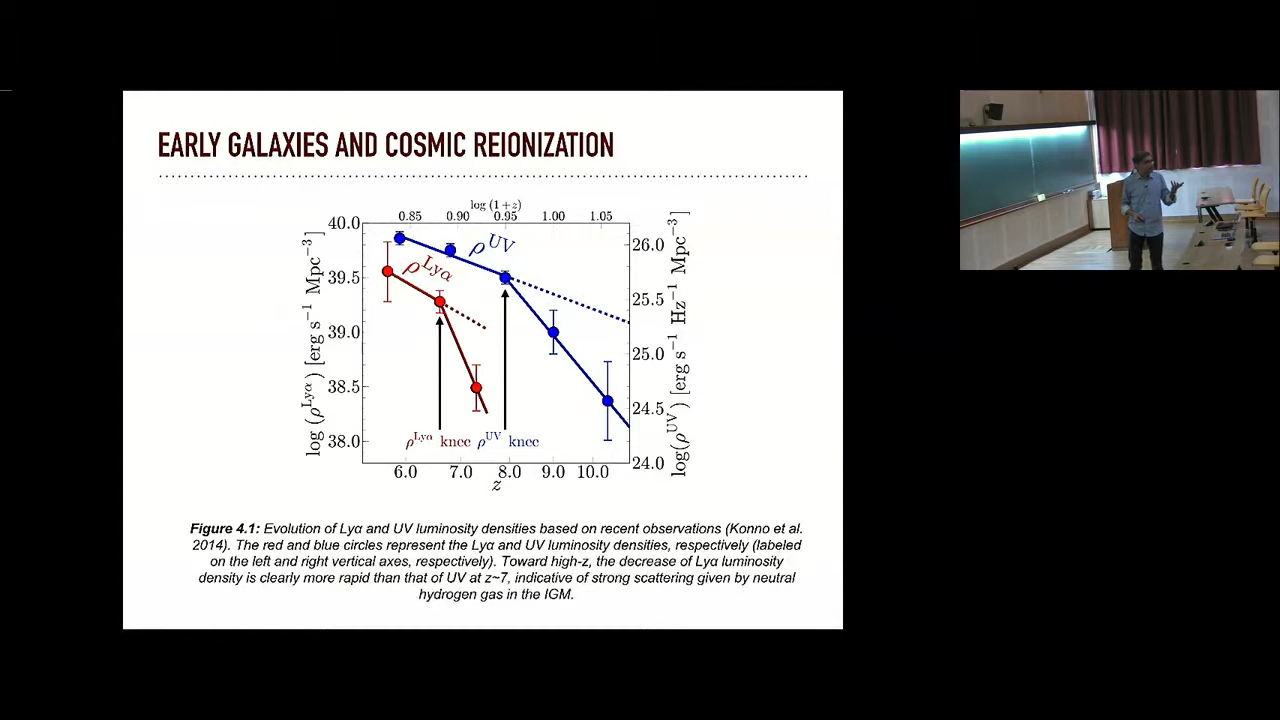 EARLY GALAXIES AND COSMIC REIONIZATION
log (1+z)
0.85 0.90 0.95 1.00 1.05
40.0
39.5
39.0
38.5
38.0
log (ρ^Lyα) [erg s^−1 Mpc^−3]
ρ^UV
ρ^Lyα
ρ^Lyα knee ρ^UV knee
26.0
25.5
25.0
24.5
24.0
log(ρ^UV) [erg s^−1 Hz^−1 Mpc^−3]
6.0 7.0 8.0 9.0 10.0
z
Figure 4.1: Evolution of Lyα and UV luminosity densities based on recent observations (Konno et al.
2014). The red and blue circles represent the Lyα and UV luminosity densities, respectively (labeled
on the left and right vertical axes, respectively). Toward high-z, the decrease of Lyα luminosity
density is clearly more rapid than that of UV at z~7, indicative of strong scattering given by neutral
hydrogen gas in the IGM.